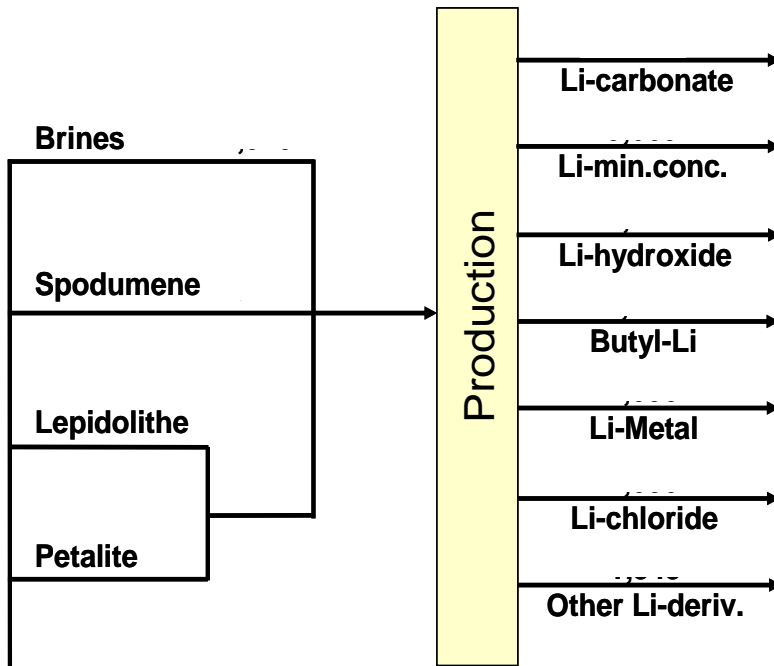 Brines
Spodumene
Lepidolithe
Petalite
Production
Li-carbonate
Li-min.conc.
Li-hydroxide
Butyl-Li
Li-Metal
Li-chloride
Other Li-deriv.